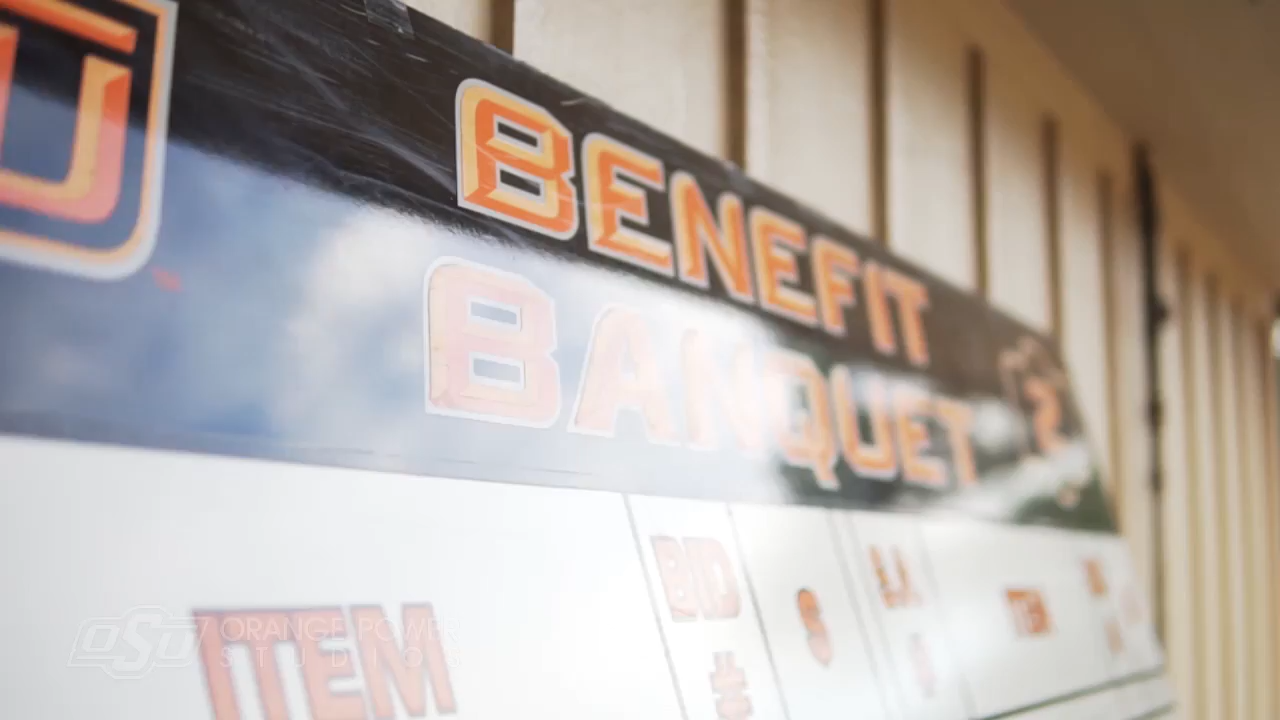 BENEFIT
BANQUET
ITEM
BID
#
$
ITEM
OSU
ORANGE POWER
STUDIOS